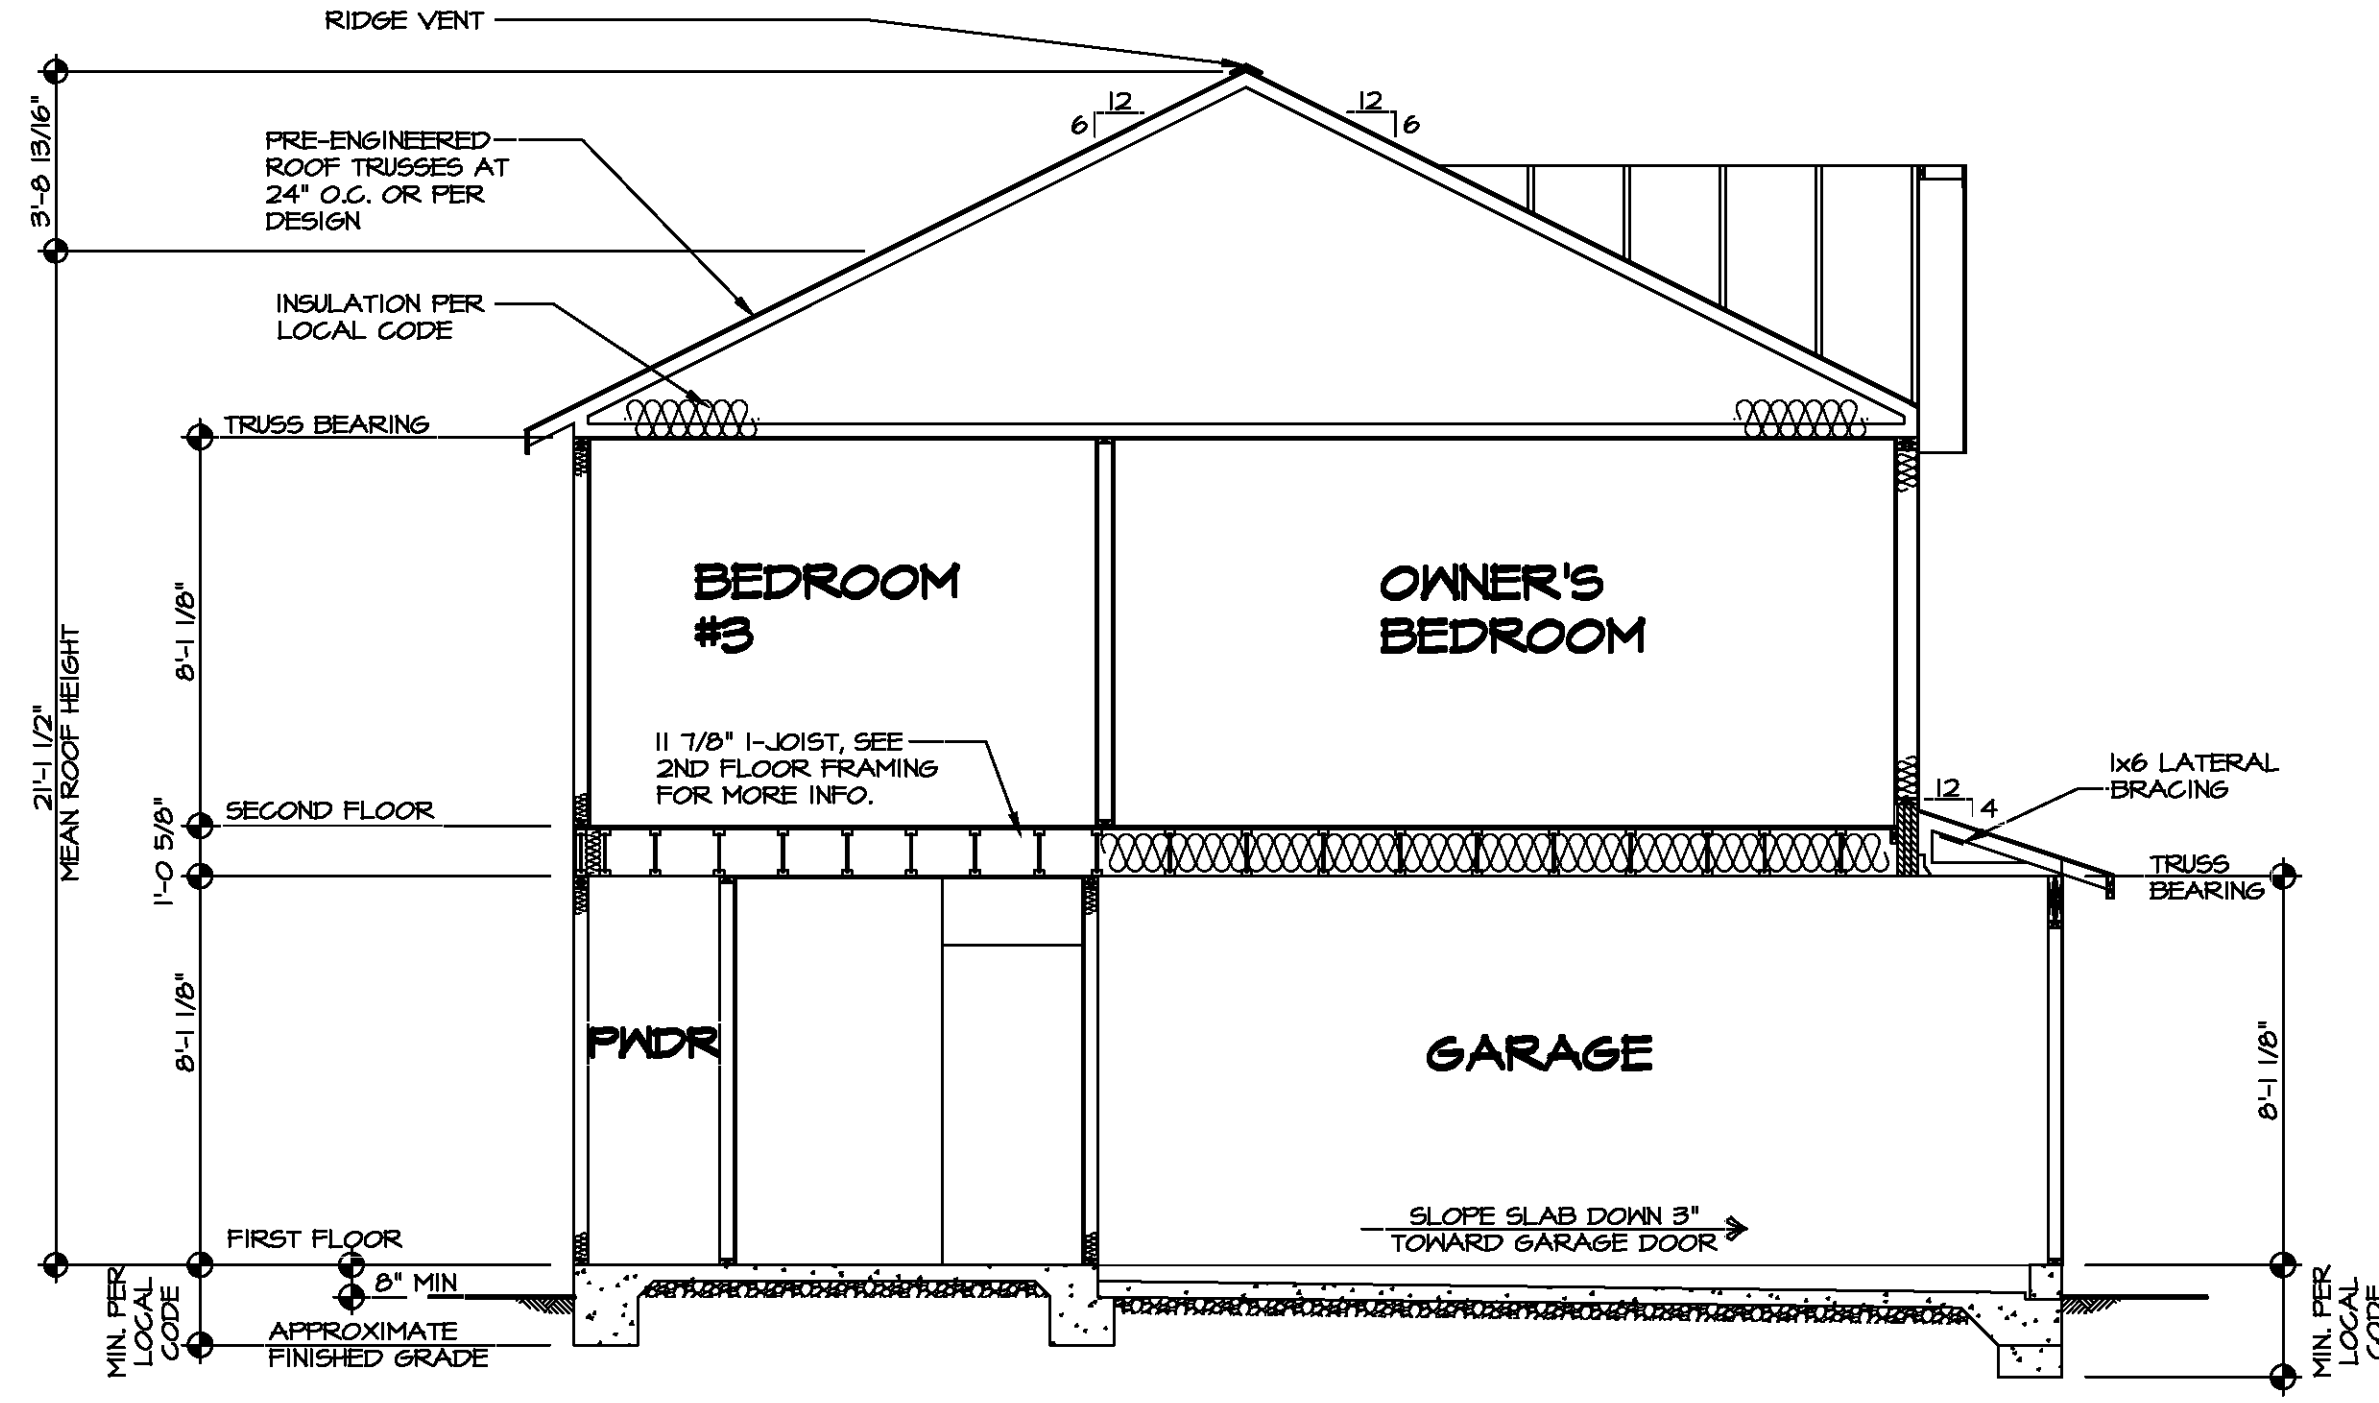 RIDGE VENT
3'-8 13/16"
12
6
12
6
PRE-ENGINEERED
ROOF TRUSSES AT
24" O.C. OR PER
DESIGN
INSULATION PER
LOCAL CODE
TRUSS BEARING
8'-1 1/8"
BEDROOM
#3
OWNER'S
BEDROOM
21'-1 1/2"
MEAN ROOF HEIGHT
11 7/8" I-JOIST, SEE
2ND FLOOR FRAMING
FOR MORE INFO.
1x6 LATERAL
BRACING
12
4
SECOND FLOOR
1'-0 5/8"
TRUSS
BEARING
8'-1 1/8"
PWDR
GARAGE
8'-1 1/8"
SLOPE SLAB DOWN 3"
TOWARD GARAGE DOOR
FIRST FLOOR
8" MIN
MIN. PER
LOCAL
CODE
APPROXIMATE
FINISHED GRADE
MIN. PER
LOCAL
CODE